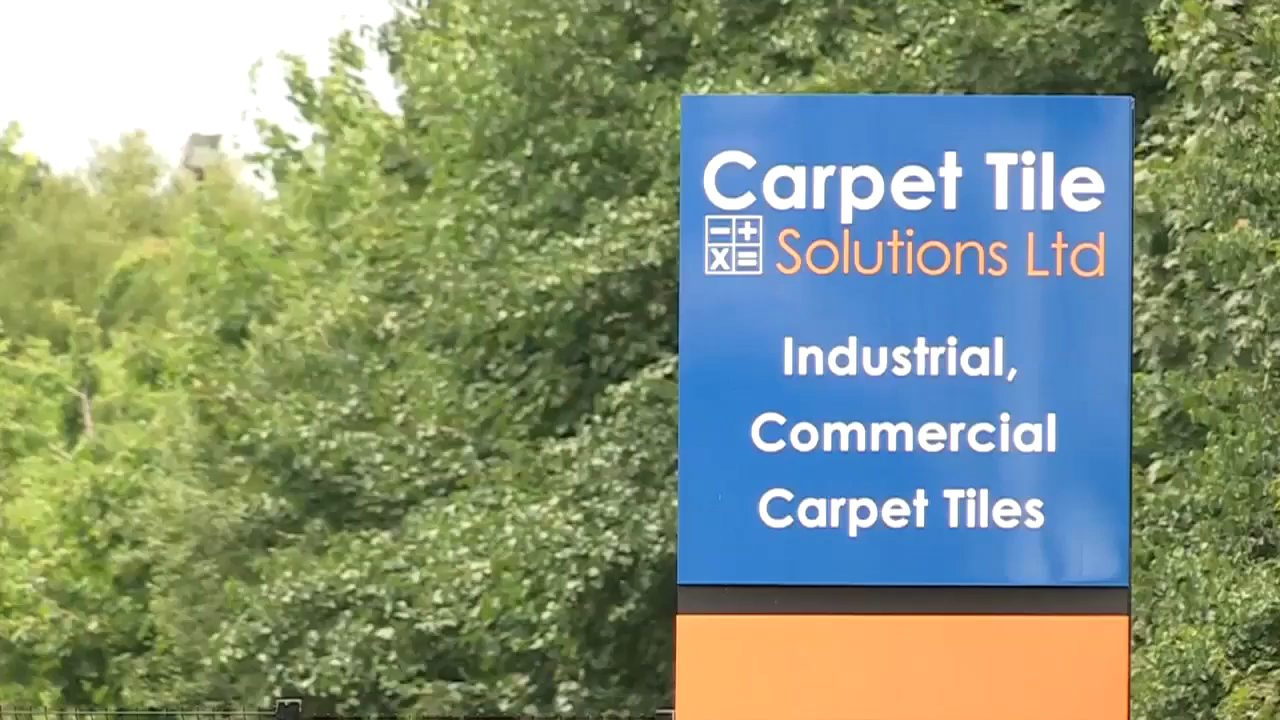 Carpet Tile
− +
x = Solutions Ltd
Industrial,
Commercial
Carpet Tiles